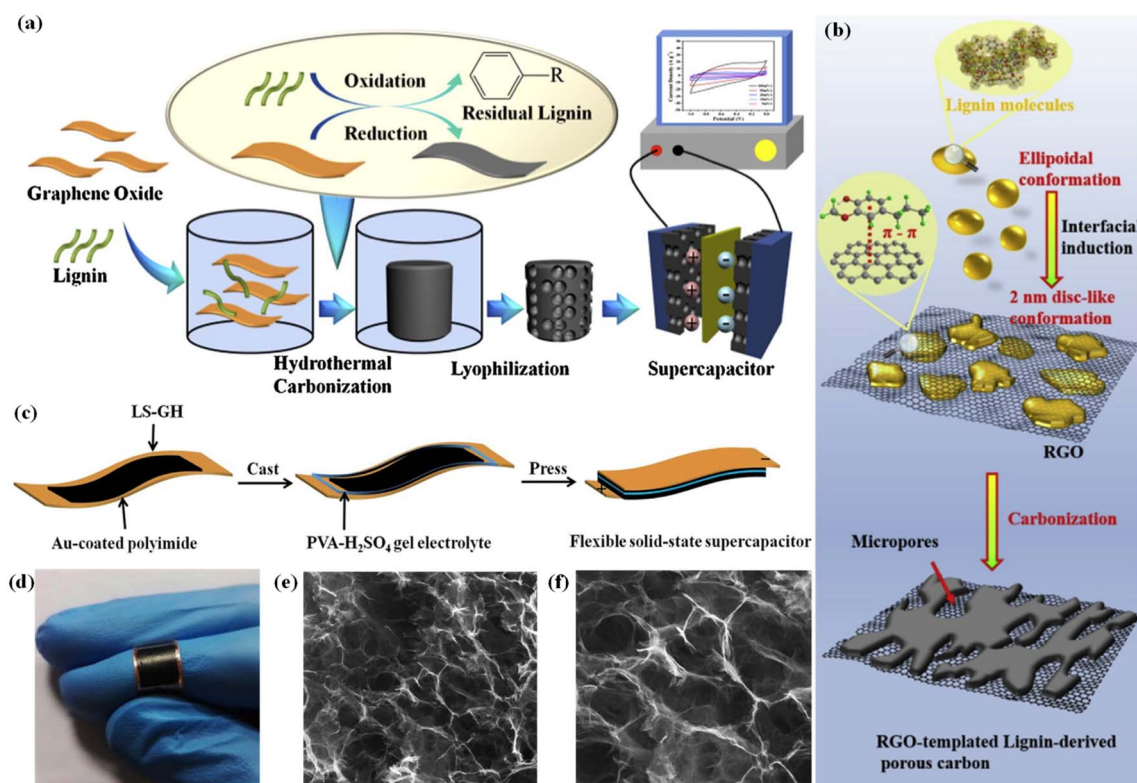 (a)
Oxidation
R
Residual Lignin
Reduction
Graphene Oxide
Lignin
Hydrothermal
Carbonization
Lyophilization
Supercapacitor
Potential (V)
(b)
Lignin molecules
Ellipoidal
conformation
π - π
Interfacial
induction
2 nm disc-like
conformation
RGO
Carbonization
Micropores
RGO-templated Lignin-derived
porous carbon
(c)
LS-GH
Cast
Press
Au-coated polyimide
PVA-H₂SO₄ gel electrolyte
Flexible solid-state supercapacitor
(d)
(e)
(f)